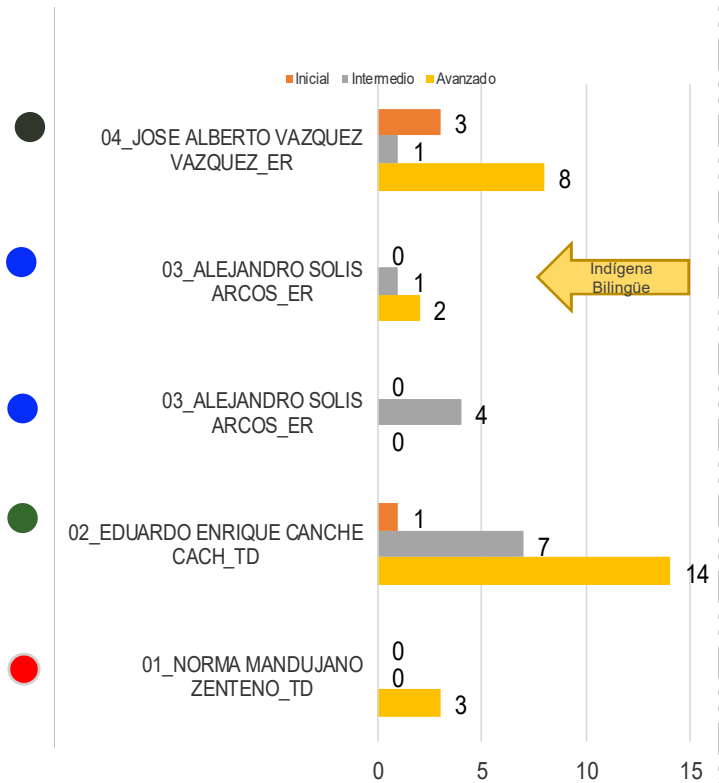 Inicial Intermedio Avanzado
04_JOSE ALBERTO VAZQUEZ
VAZQUEZ_ER
3
1
8
03_ALEJANDRO SOLIS
ARCOS_ER
0
1
2
Indígena
Bilingüe
03_ALEJANDRO SOLIS
ARCOS_ER
0
4
0
02_EDUARDO ENRIQUE CANCHE
CACH_TD
1
7
14
01_NORMA MANDUJANO
ZENTENO_TD
0
0
3
0 5 10 15